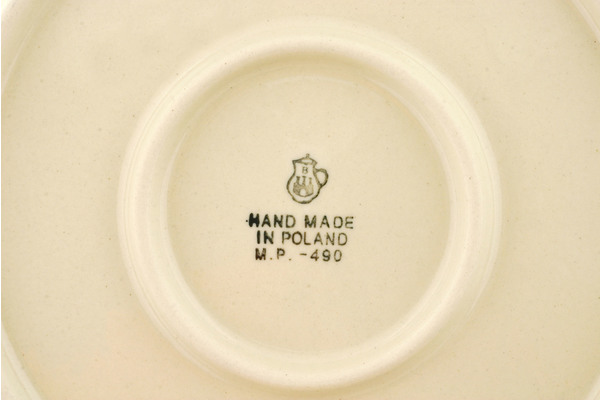 B
HAND MADE
IN POLAND
M.P. -490